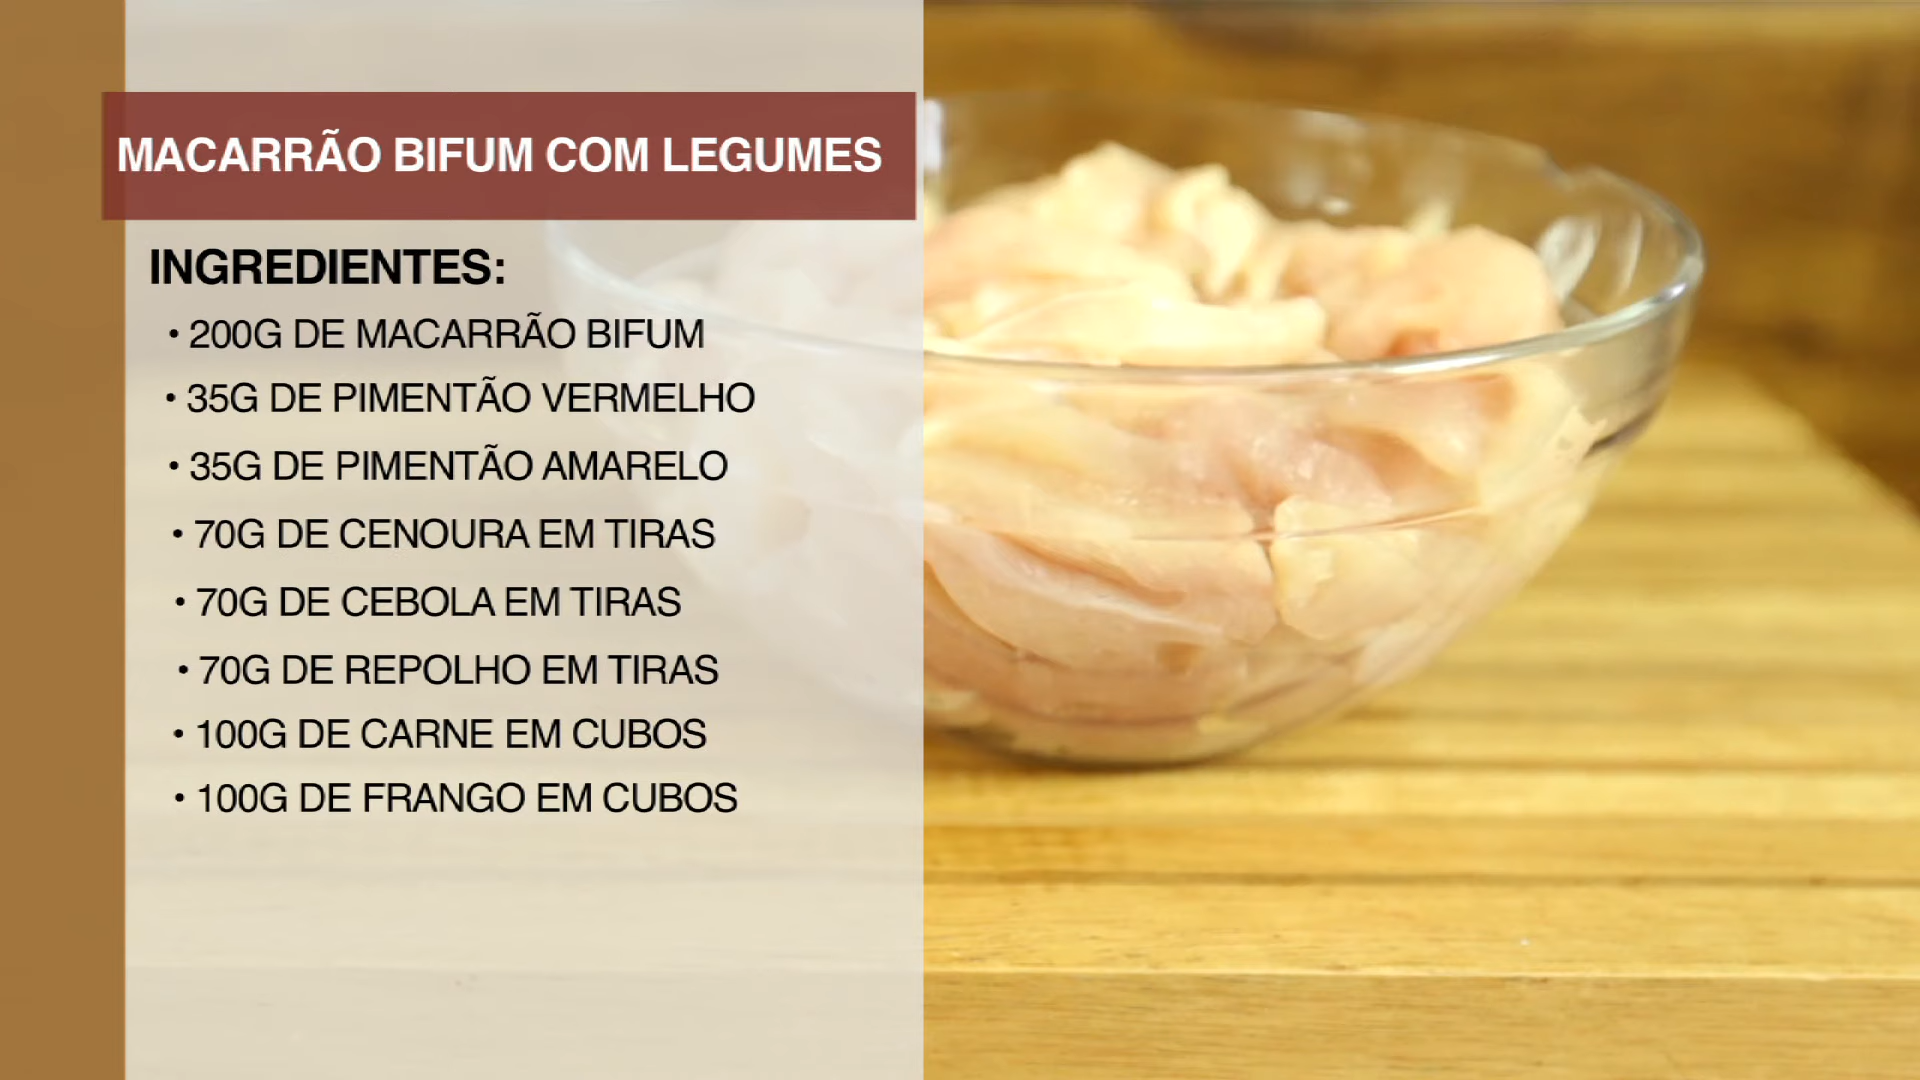 MACARRÃO BIFUM COM LEGUMES
INGREDIENTES:
• 200G DE MACARRÃO BIFUM
• 35G DE PIMENTÃO VERMELHO
• 35G DE PIMENTÃO AMARELO
• 70G DE CENOURA EM TIRAS
• 70G DE CEBOLA EM TIRAS
• 70G DE REPOLHO EM TIRAS
• 100G DE CARNE EM CUBOS
• 100G DE FRANGO EM CUBOS